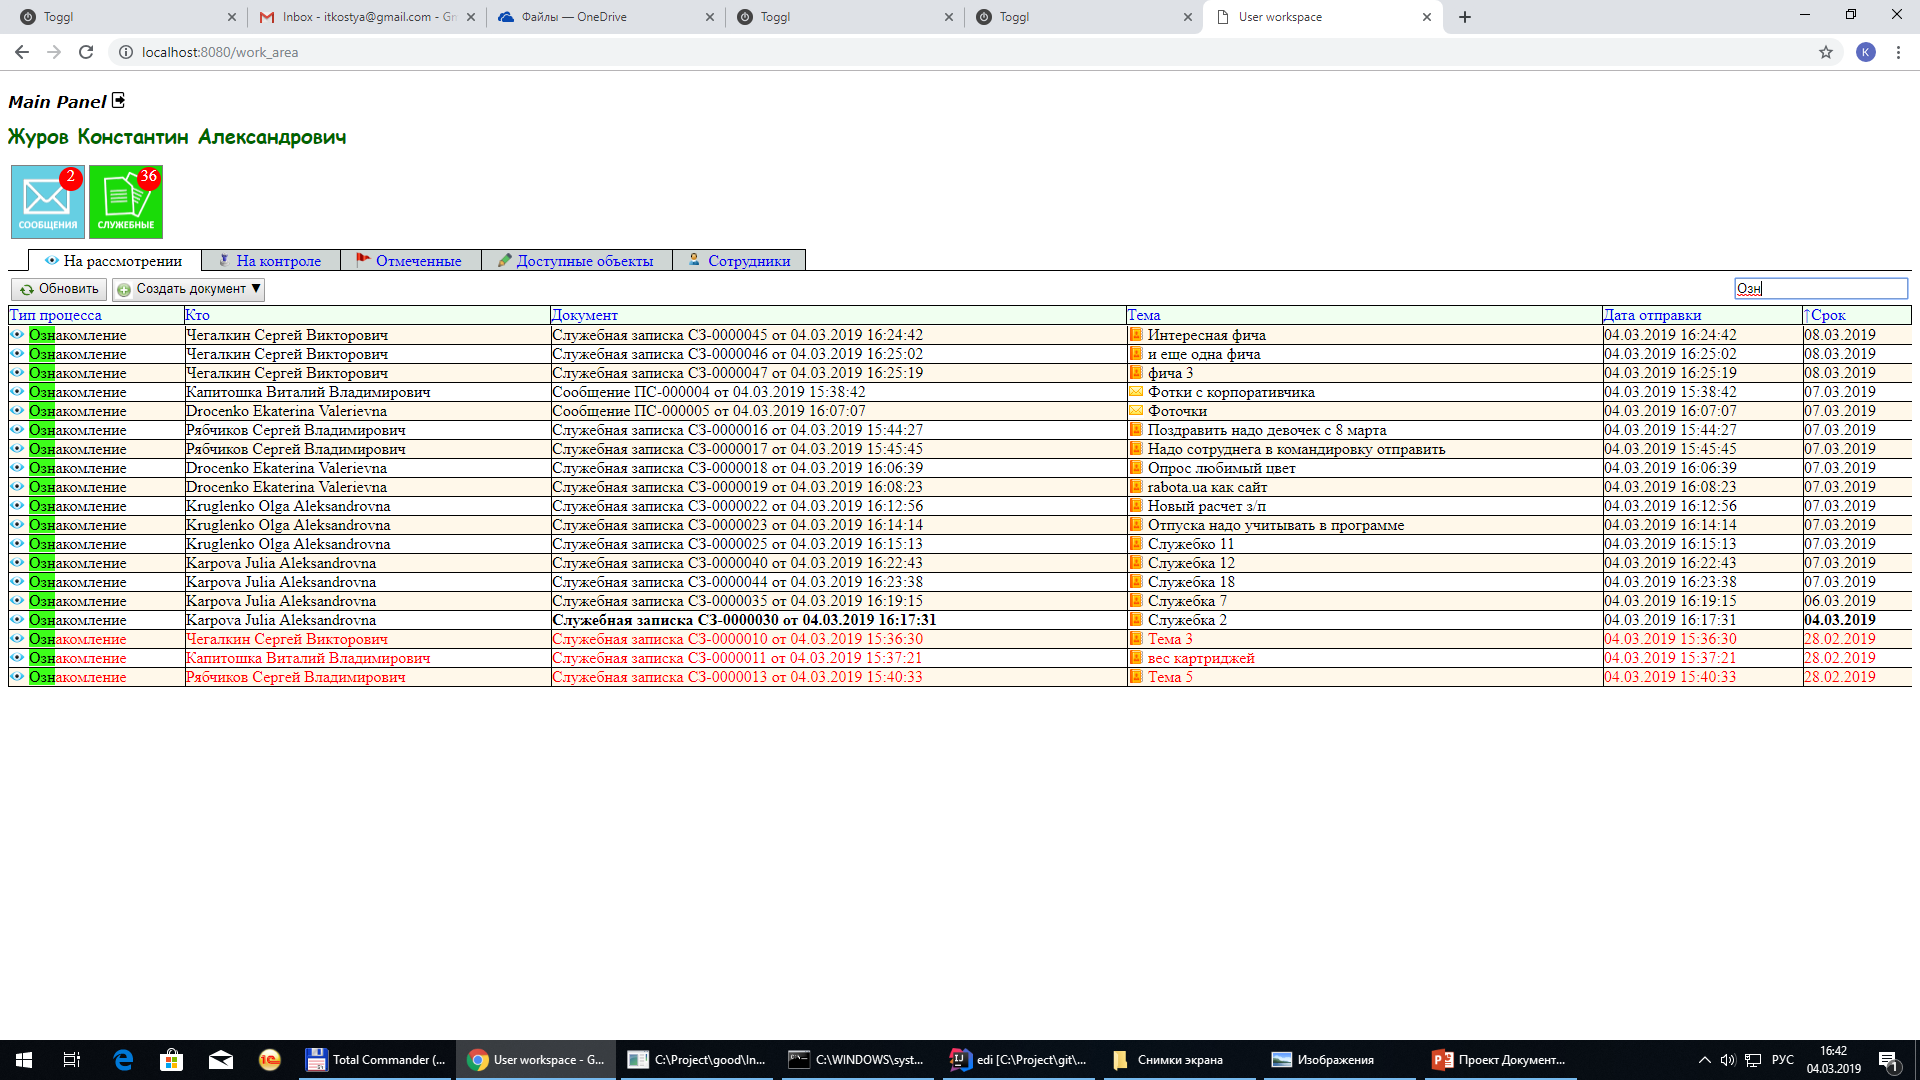 Toggl
Inbox - itkostya@gmail.com - Gm
Файлы — OneDrive
Toggl
Toggl
User workspace
localhost:8080/work_area
K
Main Panel
Журов Константин Александрович
2
СООБЩЕНИЯ
36
СЛУЖЕБНЫЕ
На рассмотрении
На контроле
Отмеченные
Доступные объекты
Сотрудники
Обновить
Создать документ ▼
Озн
Тип процесса Кто Документ Тема Дата отправки ↑Срок
Ознакомление Чегалкин Сергей Викторович Служебная записка СЗ-0000045 от 04.03.2019 16:24:42 Интересная фича 04.03.2019 16:24:42 08.03.2019
Ознакомление Чегалкин Сергей Викторович Служебная записка СЗ-0000046 от 04.03.2019 16:25:02 и еще одна фича 04.03.2019 16:25:02 08.03.2019
Ознакомление Чегалкин Сергей Викторович Служебная записка СЗ-0000047 от 04.03.2019 16:25:19 фича 3 04.03.2019 16:25:19 08.03.2019
Ознакомление Капитошка Виталий Владимирович Сообщение ПС-000004 от 04.03.2019 15:38:42 Фотки с корпоративчика 04.03.2019 15:38:42 07.03.2019
Ознакомление Drocenko Ekaterina Valerievna Сообщение ПС-000005 от 04.03.2019 16:07:07 Фоточки 04.03.2019 16:07:07 07.03.2019
Ознакомление Рябчиков Сергей Владимирович Служебная записка СЗ-0000016 от 04.03.2019 15:44:27 Поздравить надо девочек с 8 марта 04.03.2019 15:44:27 07.03.2019
Ознакомление Рябчиков Сергей Владимирович Служебная записка СЗ-0000017 от 04.03.2019 15:45:45 Надо сотруднега в командировку отправить 04.03.2019 15:45:45 07.03.2019
Ознакомление Drocenko Ekaterina Valerievna Служебная записка СЗ-0000018 от 04.03.2019 16:06:39 Опрос любимый цвет 04.03.2019 16:06:39 07.03.2019
Ознакомление Drocenko Ekaterina Valerievna Служебная записка СЗ-0000019 от 04.03.2019 16:08:23 rabota.ua как сайт 04.03.2019 16:08:23 07.03.2019
Ознакомление Kruglenko Olga Aleksandrovna Служебная записка СЗ-0000022 от 04.03.2019 16:12:56 Новый расчет з/п 04.03.2019 16:12:56 07.03.2019
Ознакомление Kruglenko Olga Aleksandrovna Служебная записка СЗ-0000023 от 04.03.2019 16:14:14 Отпуска надо учитывать в программе 04.03.2019 16:14:14 07.03.2019
Ознакомление Kruglenko Olga Aleksandrovna Служебная записка СЗ-0000025 от 04.03.2019 16:15:13 Служебко 11 04.03.2019 16:15:13 07.03.2019
Ознакомление Karpova Julia Aleksandrovna Служебная записка СЗ-0000040 от 04.03.2019 16:22:43 Служебка 12 04.03.2019 16:22:43 07.03.2019
Ознакомление Karpova Julia Aleksandrovna Служебная записка СЗ-0000044 от 04.03.2019 16:23:38 Служебка 18 04.03.2019 16:23:38 07.03.2019
Ознакомление Karpova Julia Aleksandrovna Служебная записка СЗ-0000035 от 04.03.2019 16:19:15 Служебка 7 04.03.2019 16:19:15 06.03.2019
Ознакомление Karpova Julia Aleksandrovna Служебная записка СЗ-0000030 от 04.03.2019 16:17:31 Служебка 2 04.03.2019 16:17:31 04.03.2019
Ознакомление Чегалкин Сергей Викторович Служебная записка СЗ-0000010 от 04.03.2019 15:36:30 Тема 3 04.03.2019 15:36:30 28.02.2019
Ознакомление Капитошка Виталий Владимирович Служебная записка СЗ-0000011 от 04.03.2019 15:37:21 вес картриджей 04.03.2019 15:37:21 28.02.2019
Ознакомление Рябчиков Сергей Владимирович Служебная записка СЗ-0000013 от 04.03.2019 15:40:33 Тема 5 04.03.2019 15:40:33 28.02.2019
Total Commander (...
User workspace - G...
C:\Project\good\In...
C:\WINDOWS\syst...
edi [C:\Project\git\...
Снимки экрана
Изображения
Проект Документ...
РУС
16:42
04.03.2019
1